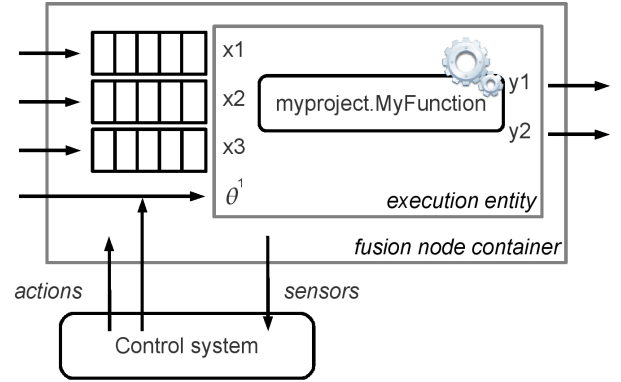 x1
x2
x3
θ¹
myproject.MyFunction
y1
y2
execution entity
fusion node container
actions
sensors
Control system